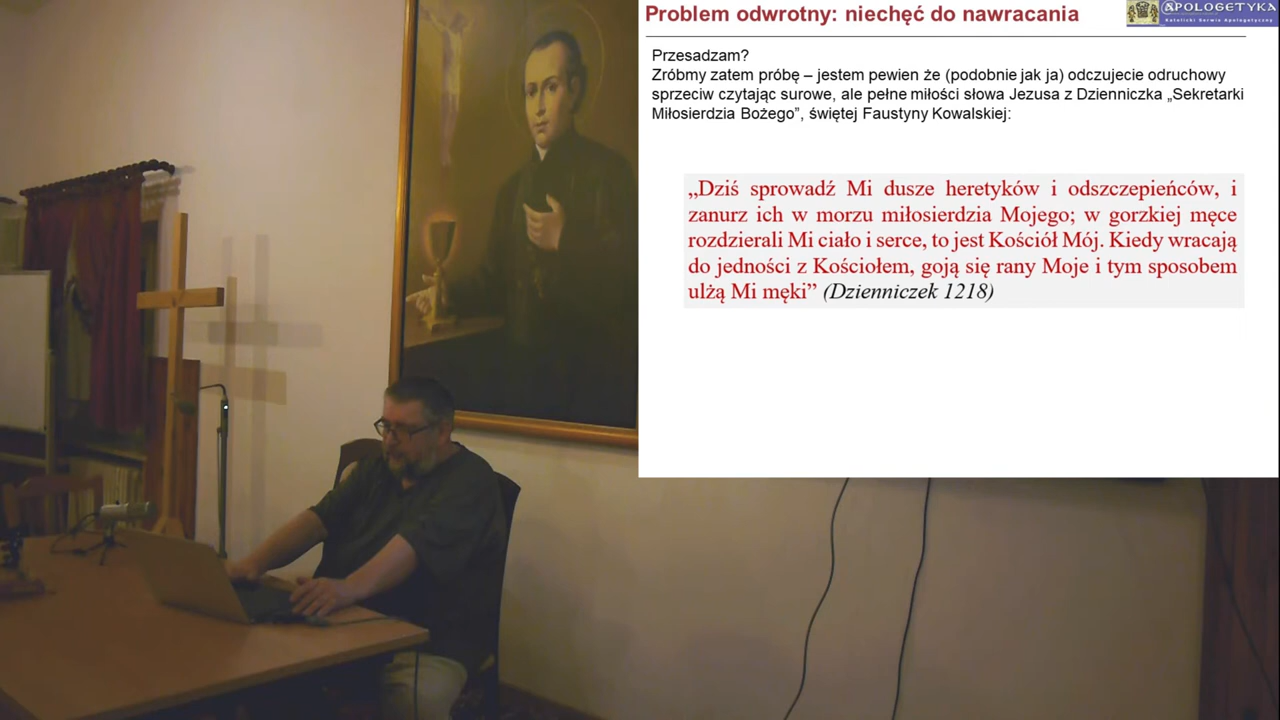 Problem odwrotny: niechęć do nawracania
APOLOGETYKA
Katolicki Serwis Apologetyczny
Przesadzam?
Zróbmy zatem próbę – jestem pewien że (podobnie jak ja) odczujecie odruchowy
sprzeciw czytając surowe, ale pełne miłości słowa Jezusa z Dzienniczka „Sekretarki
Miłosierdzia Bożego”, świętej Faustyny Kowalskiej:
„Dziś sprowadź Mi dusze heretyków i odszczepieńców, i
zanurz ich w morzu miłosierdzia Mojego; w gorzkiej męce
rozdzierali Mi ciało i serce, to jest Kościół Mój. Kiedy wracają
do jedności z Kościołem, goją się rany Moje i tym sposobem
ulżą Mi męki” (Dzienniczek 1218)